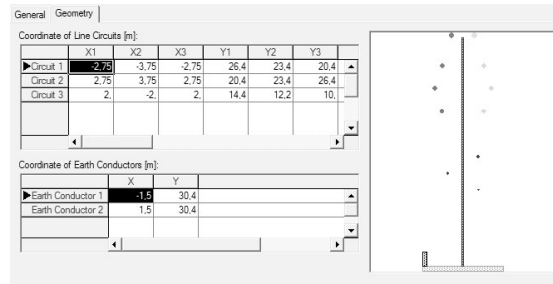 General Geometry
Coordinate of Line Circuits [m]:
X1 X2 X3 Y1 Y2 Y3
Circuit 1 -2,75 -3,75 -2,75 26,4 23,4 20,4
Circuit 2 2,75 3,75 2,75 20,4 23,4 26,4
Circuit 3 2, -2, 2, 14,4 12,2 10,
Coordinate of Earth Conductors [m]:
X Y
Earth Conductor 1 -1,5 30,4
Earth Conductor 2 1,5 30,4